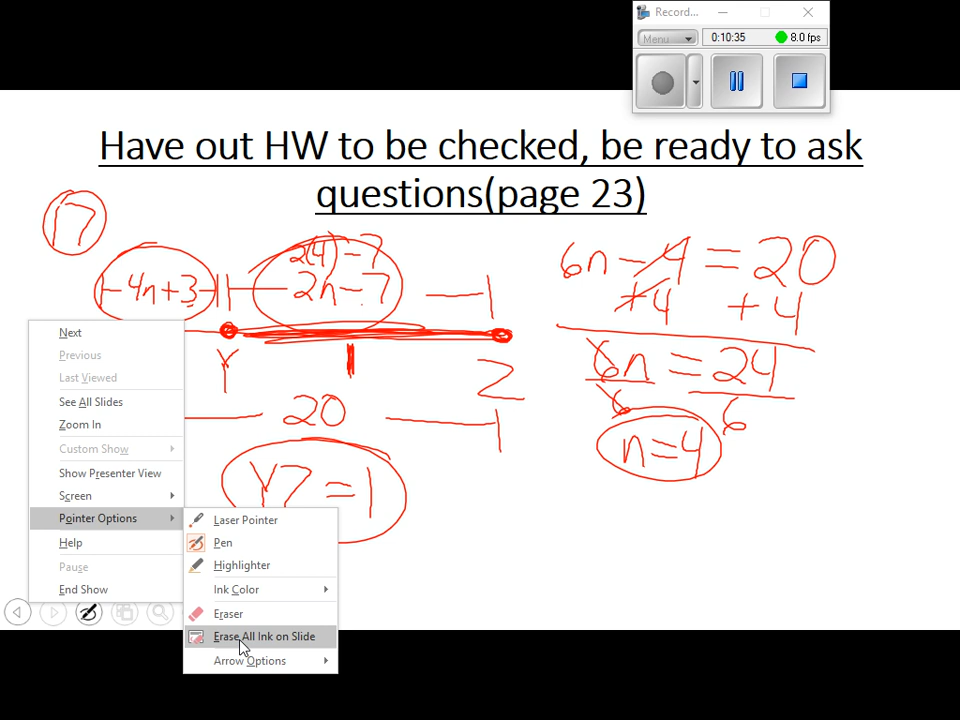 Record...
Menu
0:10:35
8.0 fps
Have out HW to be checked, be ready to ask
questions(page 23)
17
2(4) - 7
4n+3
2n - 7
Y
Z
20
YZ = 1
6n - 4 = 20
+4 +4
6n = 24
6 6
n=4
Next
Previous
Last Viewed
See All Slides
Zoom In
Custom Show
Show Presenter View
Screen
Pointer Options
Help
Pause
End Show
Laser Pointer
Pen
Highlighter
Ink Color
Eraser
Erase All Ink on Slide
Arrow Options